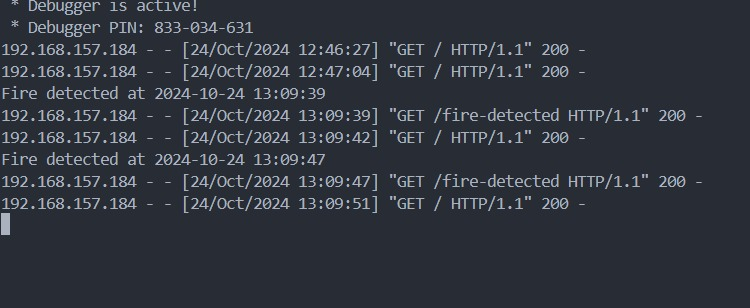 * Debugger is active!
* Debugger PIN: 833-034-631
192.168.157.184 - - [24/Oct/2024 12:46:27] "GET / HTTP/1.1" 200 -
192.168.157.184 - - [24/Oct/2024 12:47:04] "GET / HTTP/1.1" 200 -
Fire detected at 2024-10-24 13:09:39
192.168.157.184 - - [24/Oct/2024 13:09:39] "GET /fire-detected HTTP/1.1" 200 -
192.168.157.184 - - [24/Oct/2024 13:09:42] "GET / HTTP/1.1" 200 -
Fire detected at 2024-10-24 13:09:47
192.168.157.184 - - [24/Oct/2024 13:09:47] "GET /fire-detected HTTP/1.1" 200 -
192.168.157.184 - - [24/Oct/2024 13:09:51] "GET / HTTP/1.1" 200 -